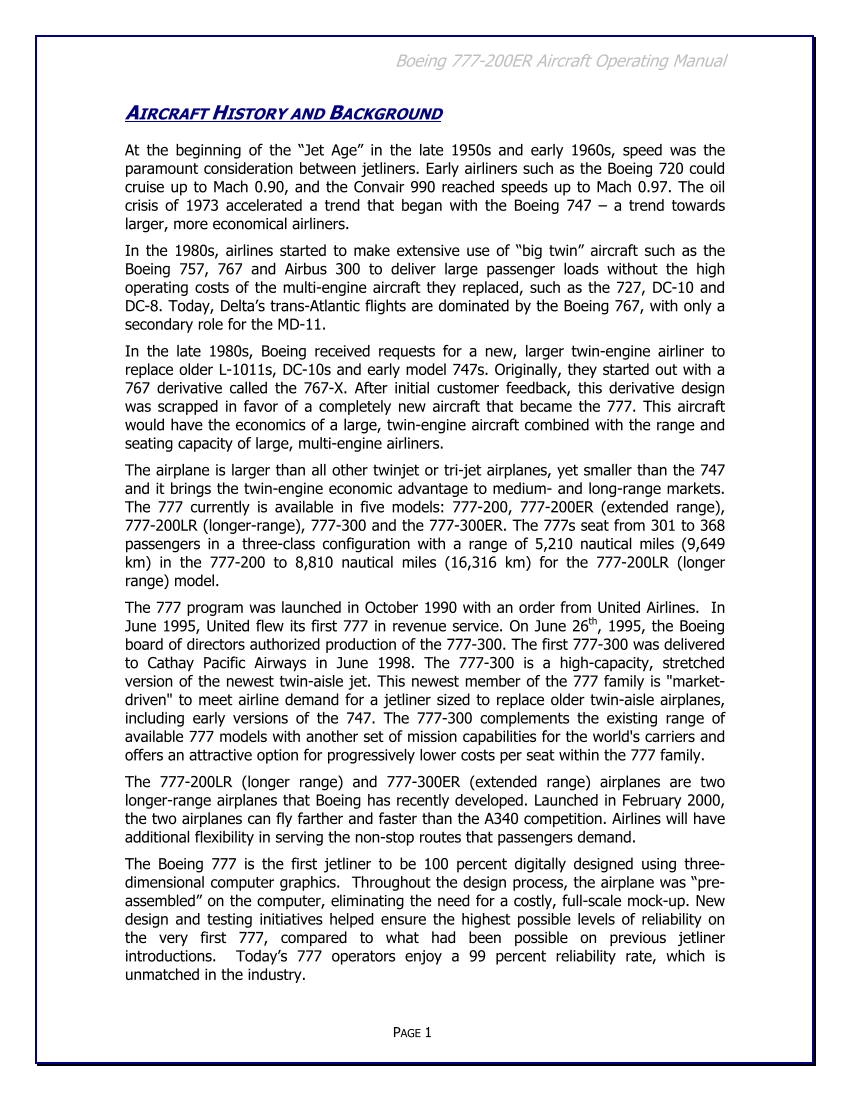 Boeing 777-200ER Aircraft Operating Manual
AIRCRAFT HISTORY AND BACKGROUND
At the beginning of the “Jet Age” in the late 1950s and early 1960s, speed was the
paramount consideration between jetliners. Early airliners such as the Boeing 720 could
cruise up to Mach 0.90, and the Convair 990 reached speeds up to Mach 0.97. The oil
crisis of 1973 accelerated a trend that began with the Boeing 747 – a trend towards
larger, more economical airliners.
In the 1980s, airlines started to make extensive use of “big twin” aircraft such as the
Boeing 757, 767 and Airbus 300 to deliver large passenger loads without the high
operating costs of the multi-engine aircraft they replaced, such as the 727, DC-10 and
DC-8. Today, Delta’s trans-Atlantic flights are dominated by the Boeing 767, with only a
secondary role for the MD-11.
In the late 1980s, Boeing received requests for a new, larger twin-engine airliner to
replace older L-1011s, DC-10s and early model 747s. Originally, they started out with a
767 derivative called the 767-X. After initial customer feedback, this derivative design
was scrapped in favor of a completely new aircraft that became the 777. This aircraft
would have the economics of a large, twin-engine aircraft combined with the range and
seating capacity of large, multi-engine airliners.
The airplane is larger than all other twinjet or tri-jet airplanes, yet smaller than the 747
and it brings the twin-engine economic advantage to medium- and long-range markets.
The 777 currently is available in five models: 777-200, 777-200ER (extended range),
777-200LR (longer-range), 777-300 and the 777-300ER. The 777s seat from 301 to 368
passengers in a three-class configuration with a range of 5,210 nautical miles (9,649
km) in the 777-200 to 8,810 nautical miles (16,316 km) for the 777-200LR (longer
range) model.
The 777 program was launched in October 1990 with an order from United Airlines.  In
June 1995, United flew its first 777 in revenue service. On June 26th, 1995, the Boeing
board of directors authorized production of the 777-300. The first 777-300 was delivered
to Cathay Pacific Airways in June 1998. The 777-300 is a high-capacity, stretched
version of the newest twin-aisle jet. This newest member of the 777 family is "market-
driven" to meet airline demand for a jetliner sized to replace older twin-aisle airplanes,
including early versions of the 747. The 777-300 complements the existing range of
available 777 models with another set of mission capabilities for the world's carriers and
offers an attractive option for progressively lower costs per seat within the 777 family.
The 777-200LR (longer range) and 777-300ER (extended range) airplanes are two
longer-range airplanes that Boeing has recently developed. Launched in February 2000,
the two airplanes can fly farther and faster than the A340 competition. Airlines will have
additional flexibility in serving the non-stop routes that passengers demand.
The Boeing 777 is the first jetliner to be 100 percent digitally designed using three-
dimensional computer graphics.  Throughout the design process, the airplane was “pre-
assembled” on the computer, eliminating the need for a costly, full-scale mock-up. New
design and testing initiatives helped ensure the highest possible levels of reliability on
the very first 777, compared to what had been possible on previous jetliner
introductions.  Today’s 777 operators enjoy a 99 percent reliability rate, which is
unmatched in the industry.
PAGE 1